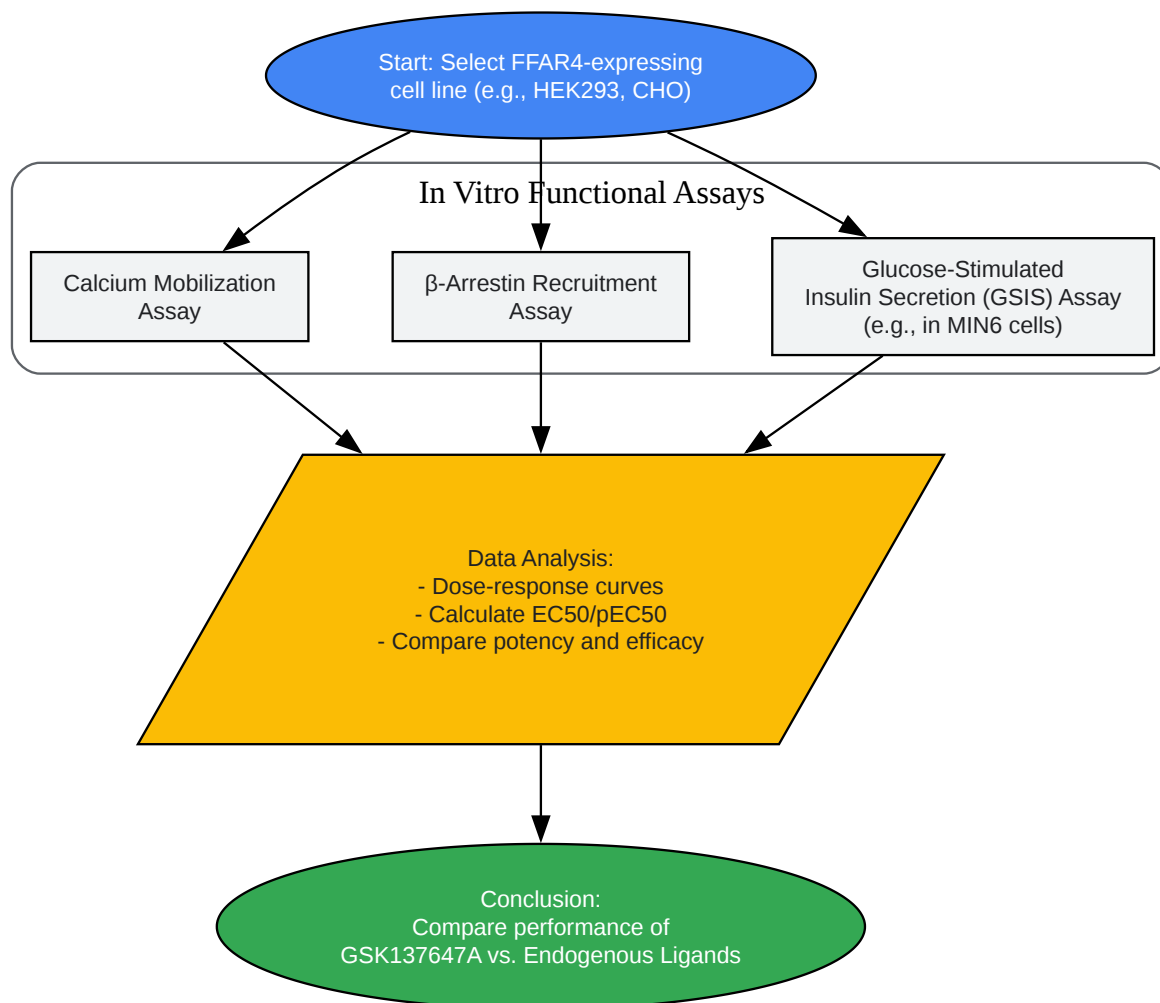 Start: Select FFAR4-expressing
cell line (e.g., HEK293, CHO)
In Vitro Functional Assays
Calcium Mobilization
Assay
β-Arrestin Recruitment
Assay
Glucose-Stimulated
Insulin Secretion (GSIS) Assay
(e.g., in MIN6 cells)
Data Analysis:
- Dose-response curves
- Calculate EC50/pEC50
- Compare potency and efficacy
Conclusion:
Compare performance of
GSK137647A vs. Endogenous Ligands